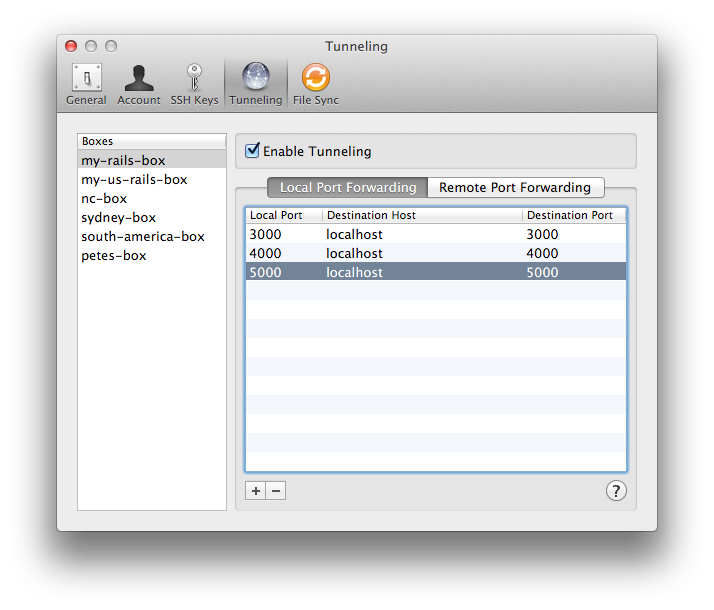 Tunneling
General Account SSH Keys Tunneling File Sync
Boxes
my-rails-box
my-us-rails-box
nc-box
sydney-box
south-america-box
petes-box
Enable Tunneling
Local Port Forwarding Remote Port Forwarding
Local Port Destination Host Destination Port
3000 localhost 3000
4000 localhost 4000
5000 localhost 5000
+ − ?